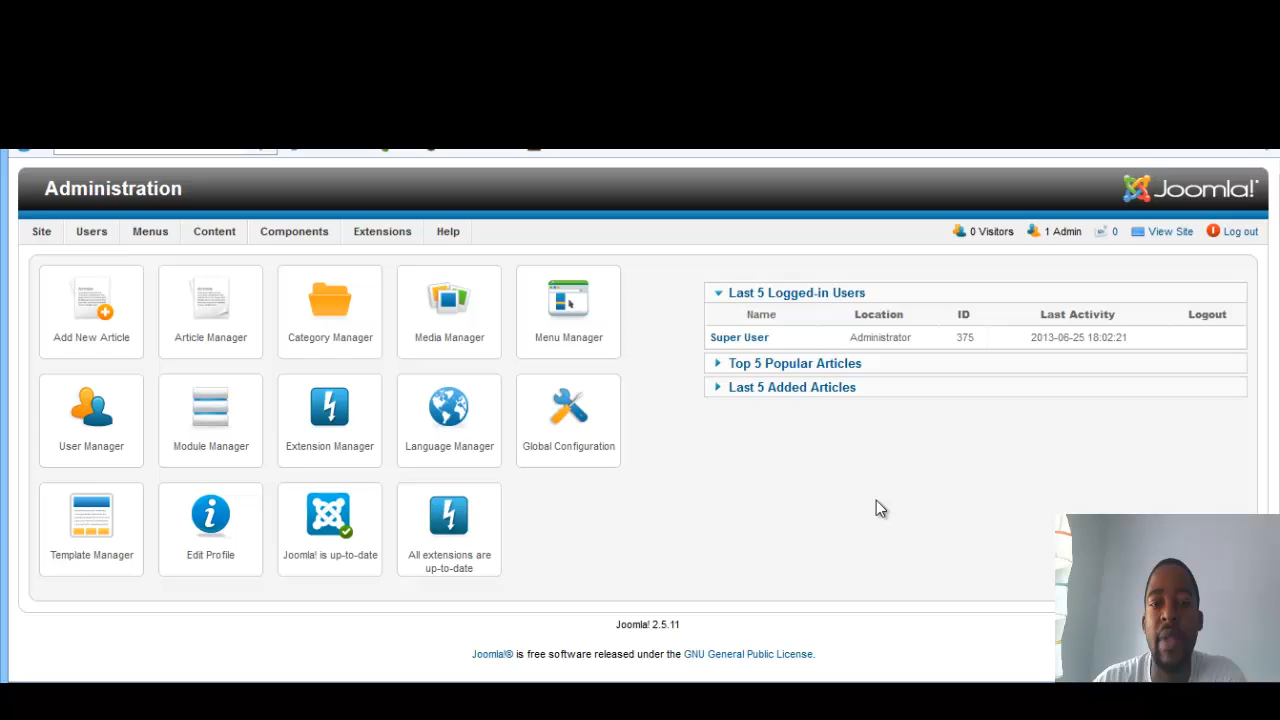 Administration
Joomla!
Site Users Menus Content Components Extensions Help
0 Visitors 1 Admin 0 View Site Log out
Add New Article
Article Manager
Category Manager
Media Manager
Menu Manager
User Manager
Module Manager
Extension Manager
Language Manager
Global Configuration
Template Manager
Edit Profile
Joomla! is up-to-date
All extensions are
up-to-date
Last 5 Logged-in Users
Name Location ID Last Activity Logout
Super User Administrator 375 2013-06-25 18:02:21
Top 5 Popular Articles
Last 5 Added Articles
Joomla! 2.5.11
Joomla!® is free software released under the GNU General Public License.